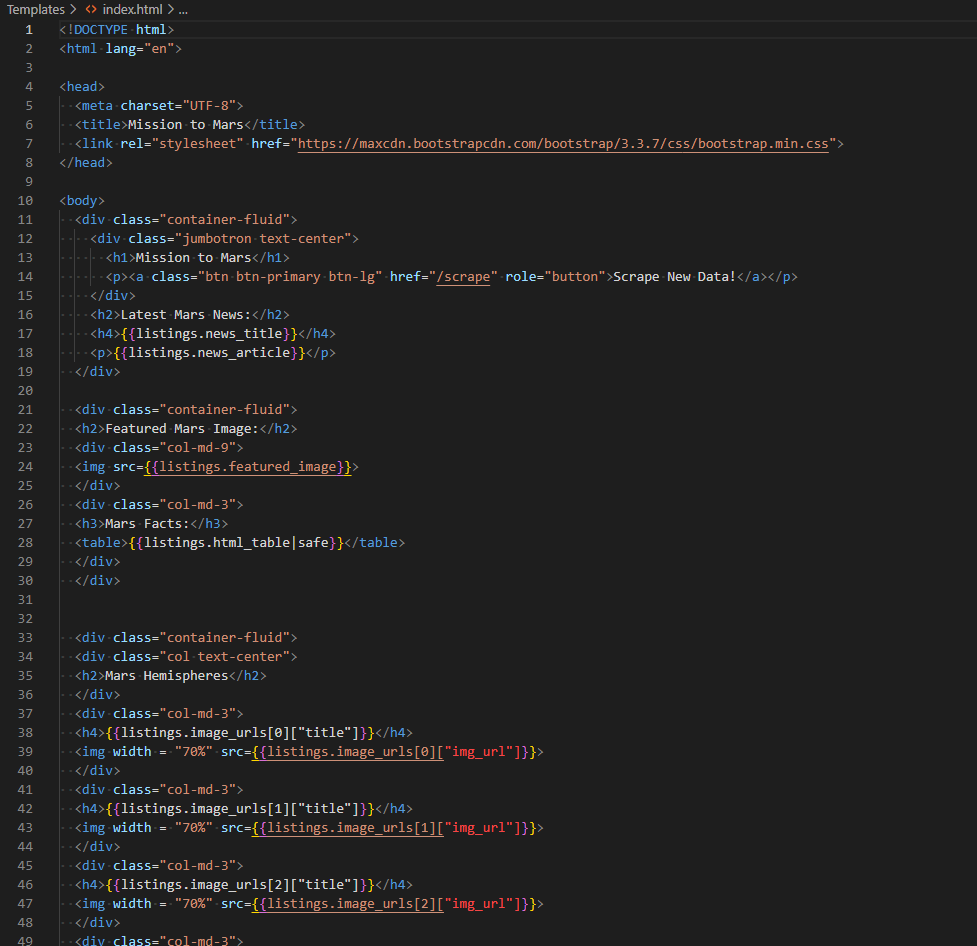 Templates > <> index.html > ...
1 <!DOCTYPE html>
2 <html lang="en">
3
4 <head>
5   <meta charset="UTF-8">
6   <title>Mission to Mars</title>
7   <link rel="stylesheet" href="https://maxcdn.bootstrapcdn.com/bootstrap/3.3.7/css/bootstrap.min.css">
8 </head>
9
10 <body>
11   <div class="container-fluid">
12     <div class="jumbotron text-center">
13       <h1>Mission to Mars</h1>
14       <p><a class="btn btn-primary btn-lg" href="/scrape" role="button">Scrape New Data!</a></p>
15     </div>
16     <h2>Latest Mars News:</h2>
17     <h4>{{listings.news_title}}</h4>
18     <p>{{listings.news_article}}</p>
19   </div>
20
21   <div class="container-fluid">
22   <h2>Featured Mars Image:</h2>
23   <div class="col-md-9">
24   <img src={{listings.featured_image}}>
25   </div>
26   <div class="col-md-3">
27   <h3>Mars Facts:</h3>
28   <table>{{listings.html_table|safe}}</table>
29   </div>
30   </div>
31
32
33   <div class="container-fluid">
34   <div class="col text-center">
35   <h2>Mars Hemispheres</h2>
36   </div>
37   <div class="col-md-3">
38   <h4>{{listings.image_urls[0]["title"]}}</h4>
39   <img width = "70%" src={{listings.image_urls[0]["img_url"]}}>
40   </div>
41   <div class="col-md-3">
42   <h4>{{listings.image_urls[1]["title"]}}</h4>
43   <img width = "70%" src={{listings.image_urls[1]["img_url"]}}>
44   </div>
45   <div class="col-md-3">
46   <h4>{{listings.image_urls[2]["title"]}}</h4>
47   <img width = "70%" src={{listings.image_urls[2]["img_url"]}}>
48   </div>
49   <div class="col-md-3">